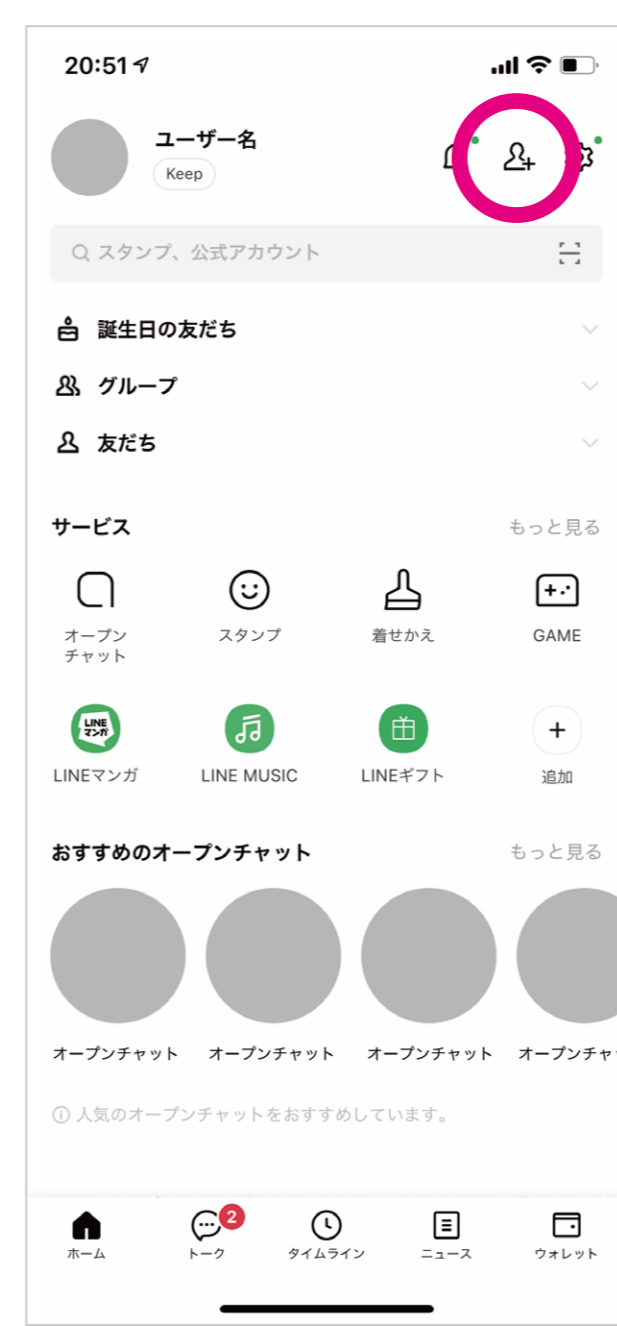 20:51
ユーザー名
Keep
スタンプ、公式アカウント
誕生日の友だち
グループ
友だち
サービス
もっと見る
オープン
チャット
スタンプ
着せかえ
GAME
LINE
マンガ
LINEマンガ
LINE MUSIC
LINEギフト
追加
おすすめのオープンチャット
もっと見る
オープンチャット
オープンチャット
オープンチャット
オープンチャ
人気のオープンチャットをおすすめしています。
2
ホーム
トーク
タイムライン
ニュース
ウォレット